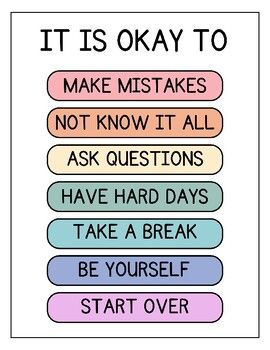 IT IS OKAY TO
MAKE MISTAKES
NOT KNOW IT ALL
ASK QUESTIONS
HAVE HARD DAYS
TAKE A BREAK
BE YOURSELF
START OVER